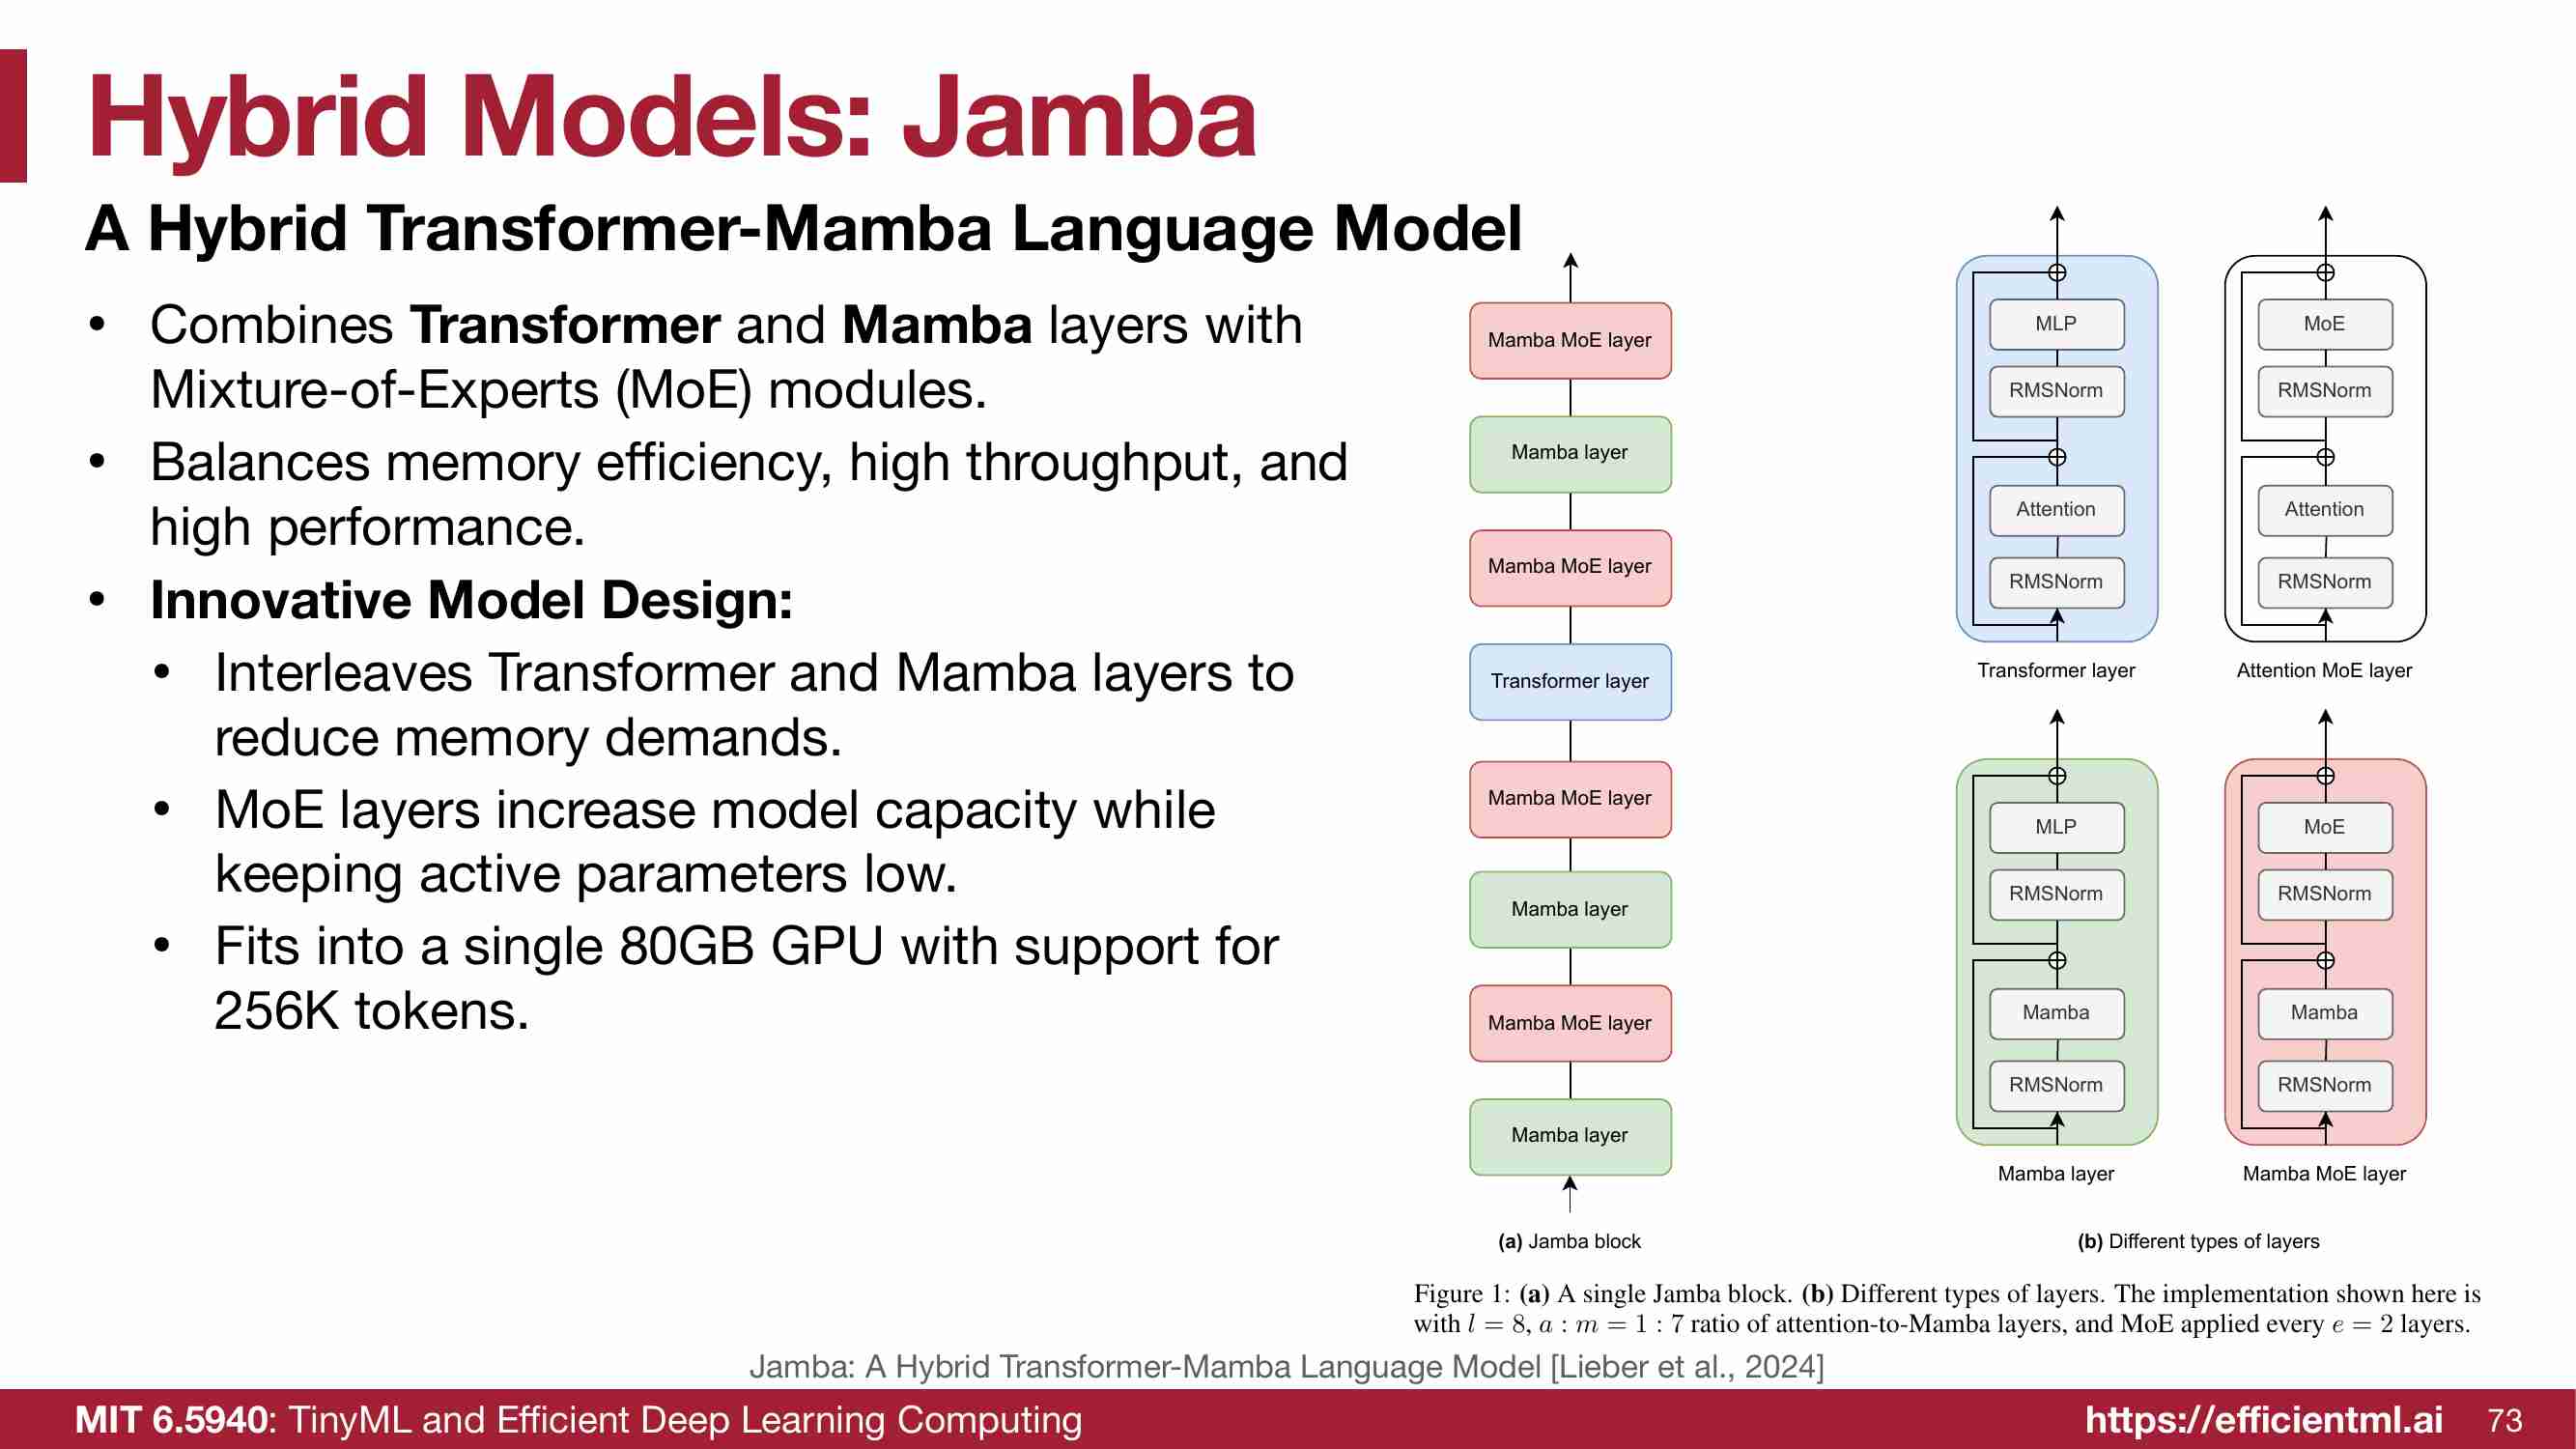 Hybrid Models: Jamba
A Hybrid Transformer-Mamba Language Model
• Combines Transformer and Mamba layers with
Mixture-of-Experts (MoE) modules.
• Balances memory efficiency, high throughput, and
high performance.
• Innovative Model Design:
• Interleaves Transformer and Mamba layers to
reduce memory demands.
• MoE layers increase model capacity while
keeping active parameters low.
• Fits into a single 80GB GPU with support for
256K tokens.
Mamba MoE layer
Mamba layer
Mamba MoE layer
Transformer layer
Mamba MoE layer
Mamba layer
Mamba MoE layer
Mamba layer
(a) Jamba block
MLP
RMSNorm
Attention
RMSNorm
Transformer layer
MoE
RMSNorm
Attention
RMSNorm
Attention MoE layer
MLP
RMSNorm
Mamba
RMSNorm
Mamba layer
MoE
RMSNorm
Mamba
RMSNorm
Mamba MoE layer
(b) Different types of layers
Figure 1: (a) A single Jamba block. (b) Different types of layers. The implementation shown here is
with l = 8, a : m = 1 : 7 ratio of attention-to-Mamba layers, and MoE applied every e = 2 layers.
Jamba: A Hybrid Transformer-Mamba Language Model [Lieber et al., 2024]
MIT 6.5940: TinyML and Efficient Deep Learning Computing
https://efficientml.ai
73